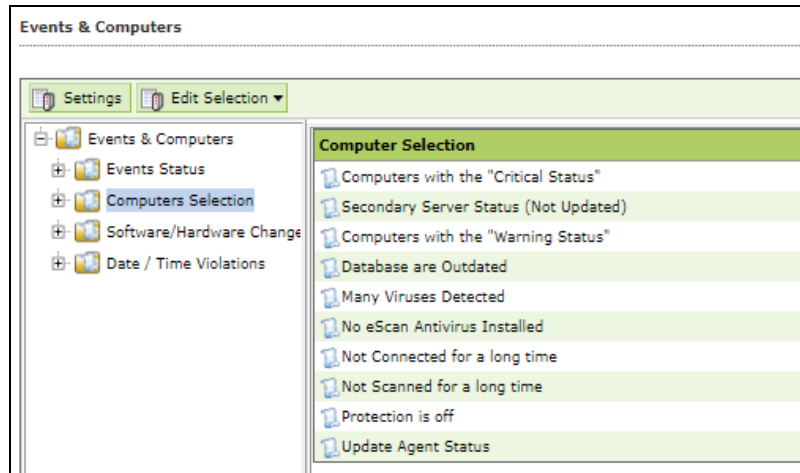 Events & Computers
Settings
Edit Selection
Events & Computers
Events Status
Computers Selection
Software/Hardware Change
Date / Time Violations
Computer Selection
Computers with the "Critical Status"
Secondary Server Status (Not Updated)
Computers with the "Warning Status"
Database are Outdated
Many Viruses Detected
No eScan Antivirus Installed
Not Connected for a long time
Not Scanned for a long time
Protection is off
Update Agent Status